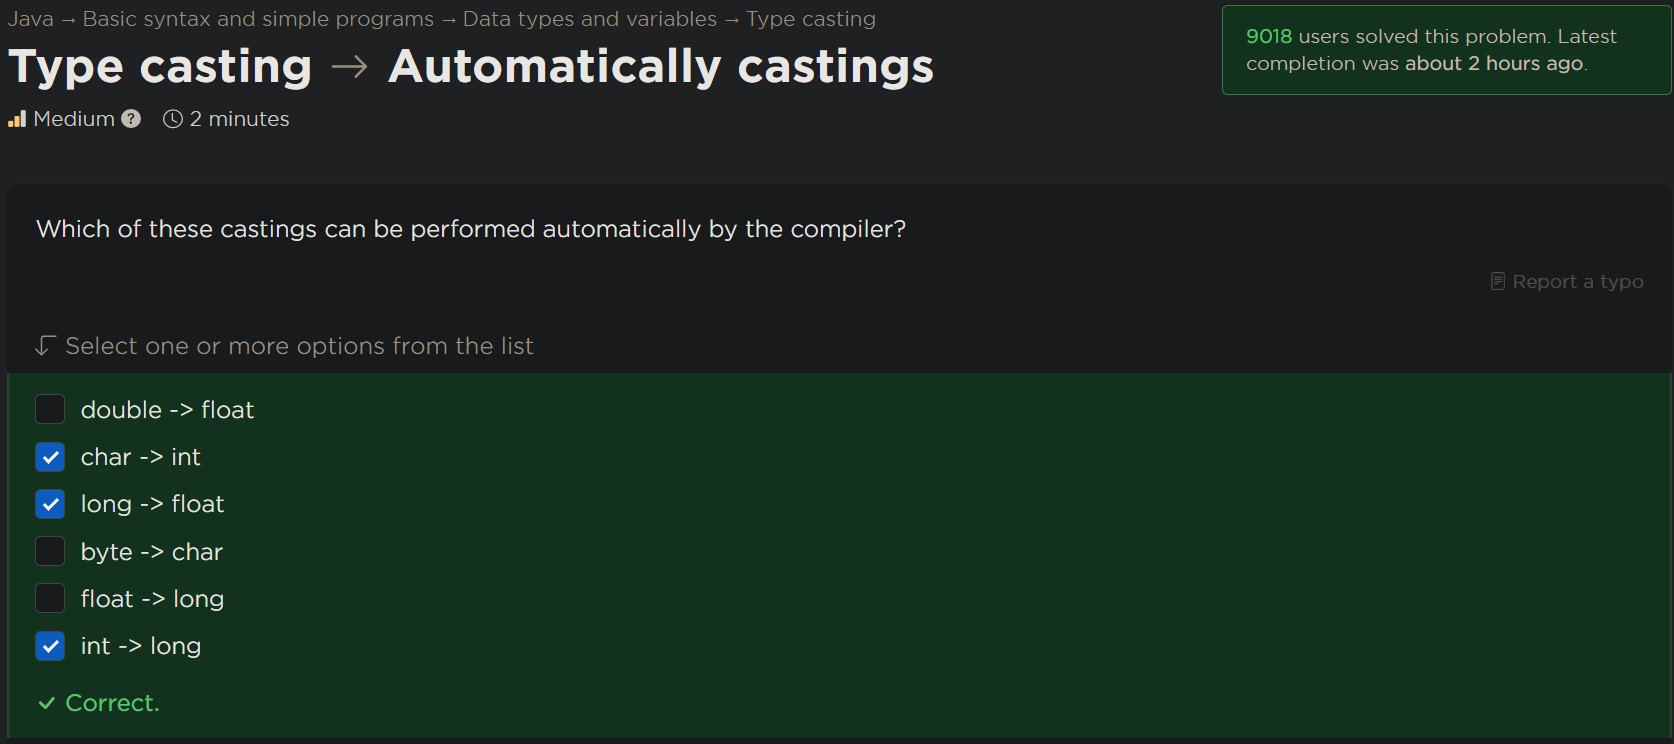 Java → Basic syntax and simple programs → Data types and variables → Type casting
Type casting → Automatically castings
Medium ? 2 minutes
9018 users solved this problem. Latest
completion was about 2 hours ago.
Which of these castings can be performed automatically by the compiler?
Report a typo
Select one or more options from the list
double -> float
char -> int
long -> float
byte -> char
float -> long
int -> long
Correct.